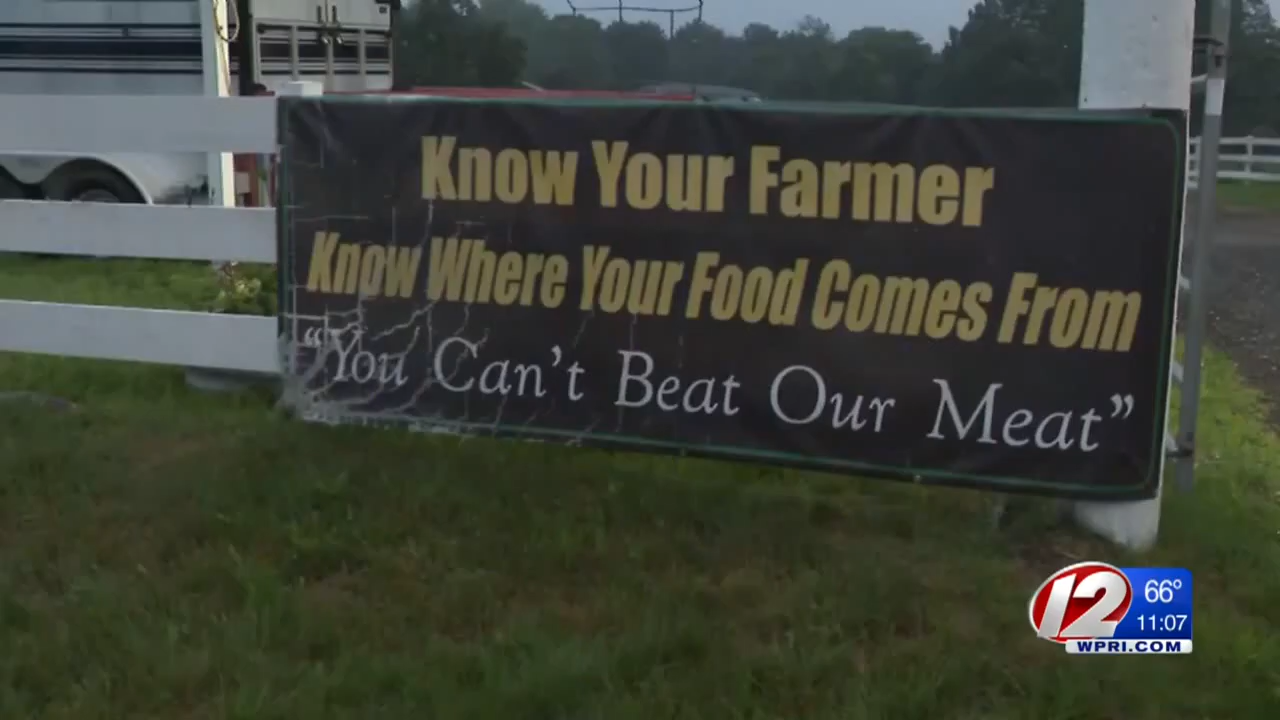 Know Your Farmer
Know Where Your Food Comes From
“You Can't Beat Our Meat”
12 66°
11:07
WPRI.COM